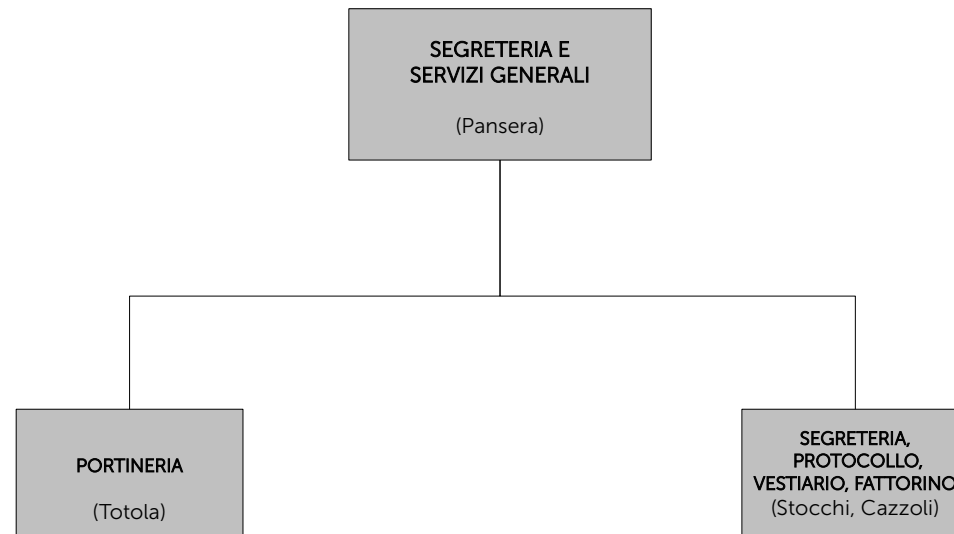 SEGRETERIA E
SERVIZI GENERALI
(Pansera)
PORTINERIA
(Totola)
SEGRETERIA,
PROTOCOLLO,
VESTIARIO, FATTORINO
(Stocchi, Cazzoli)